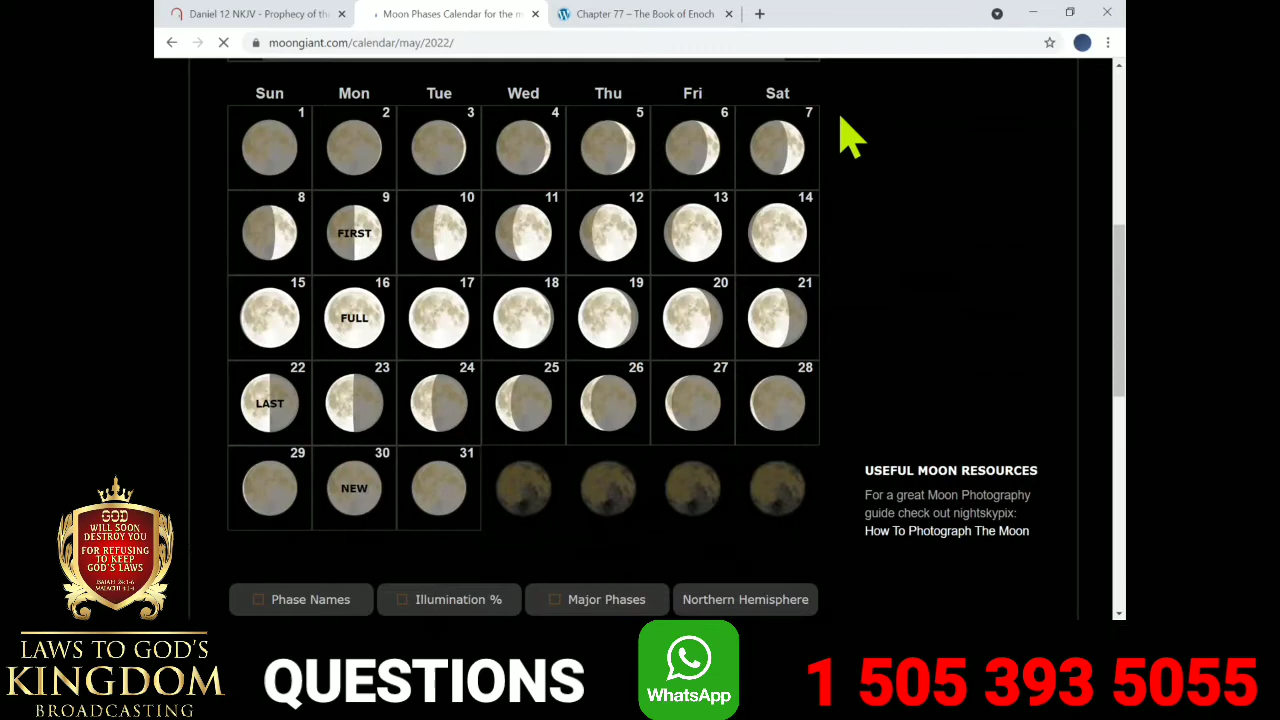 Daniel 12 NKJV - Prophecy of the
Moon Phases Calendar for the m
Chapter 77 – The Book of Enoch
moongiant.com/calendar/may/2022/
Sun Mon Tue Wed Thu Fri Sat
1 2 3 4 5 6 7
8 9 10 11 12 13 14
FIRST
15 16 17 18 19 20 21
FULL
22 23 24 25 26 27 28
LAST
29 30 31
NEW
USEFUL MOON RESOURCES
For a great Moon Photography
guide check out nightskypix:
How To Photograph The Moon
Phase Names Illumination % Major Phases Northern Hemisphere
GOD
WILL SOON
DESTROY YOU
FOR REFUSING
TO KEEP
GOD'S LAWS
LAWS TO GOD'S
KINGDOM
BROADCASTING
QUESTIONS
WhatsApp
1 505 393 5055